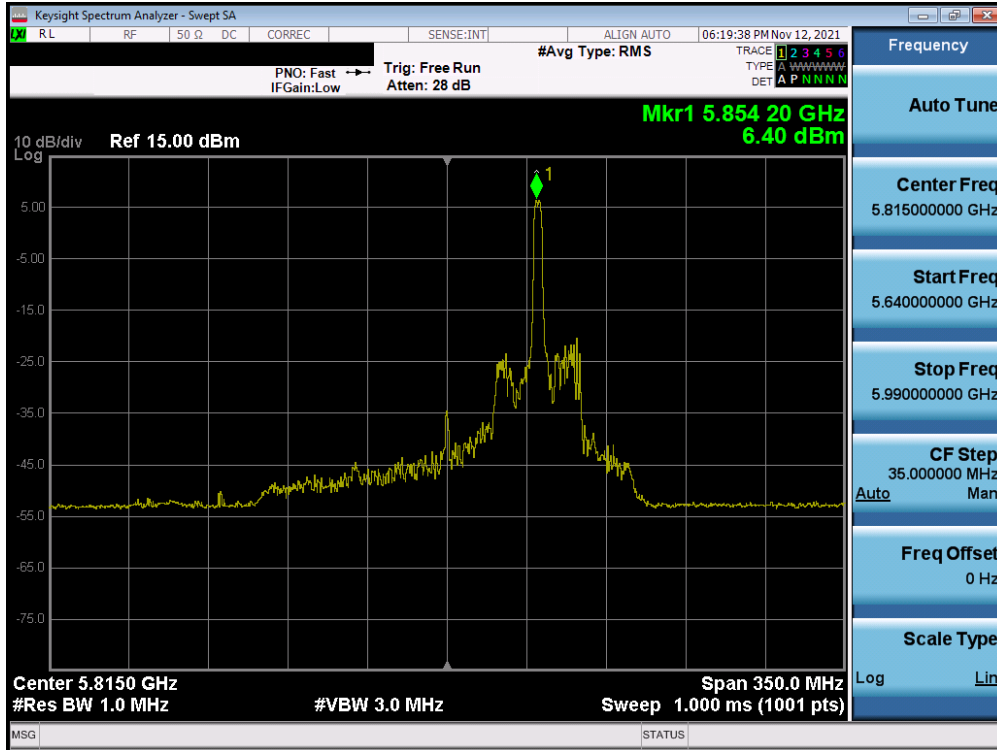 Keysight Spectrum Analyzer - Swept SA
LXI RL RF 50 Ω DC CORREC SENSE:INT ALIGN AUTO 06:19:38 PM Nov 12, 2021
#Avg Type: RMS TRACE 1 2 3 4 5 6
PNO: Fast Trig: Free Run TYPE A WWWWW
IFGain:Low Atten: 28 dB DET A P N N N N
Mkr1 5.854 20 GHz
6.40 dBm
10 dB/div Ref 15.00 dBm
Log
1
5.00
-5.00
-15.0
-25.0
-35.0
-45.0
-55.0
-65.0
-75.0
Center 5.8150 GHz Span 350.0 MHz
#Res BW 1.0 MHz #VBW 3.0 MHz Sweep 1.000 ms (1001 pts)
MSG STATUS
Frequency
Auto Tune
Center Freq
5.815000000 GHz
Start Freq
5.640000000 GHz
Stop Freq
5.990000000 GHz
CF Step
35.000000 MHz
Auto Man
Freq Offset
0 Hz
Scale Type
Log Lin